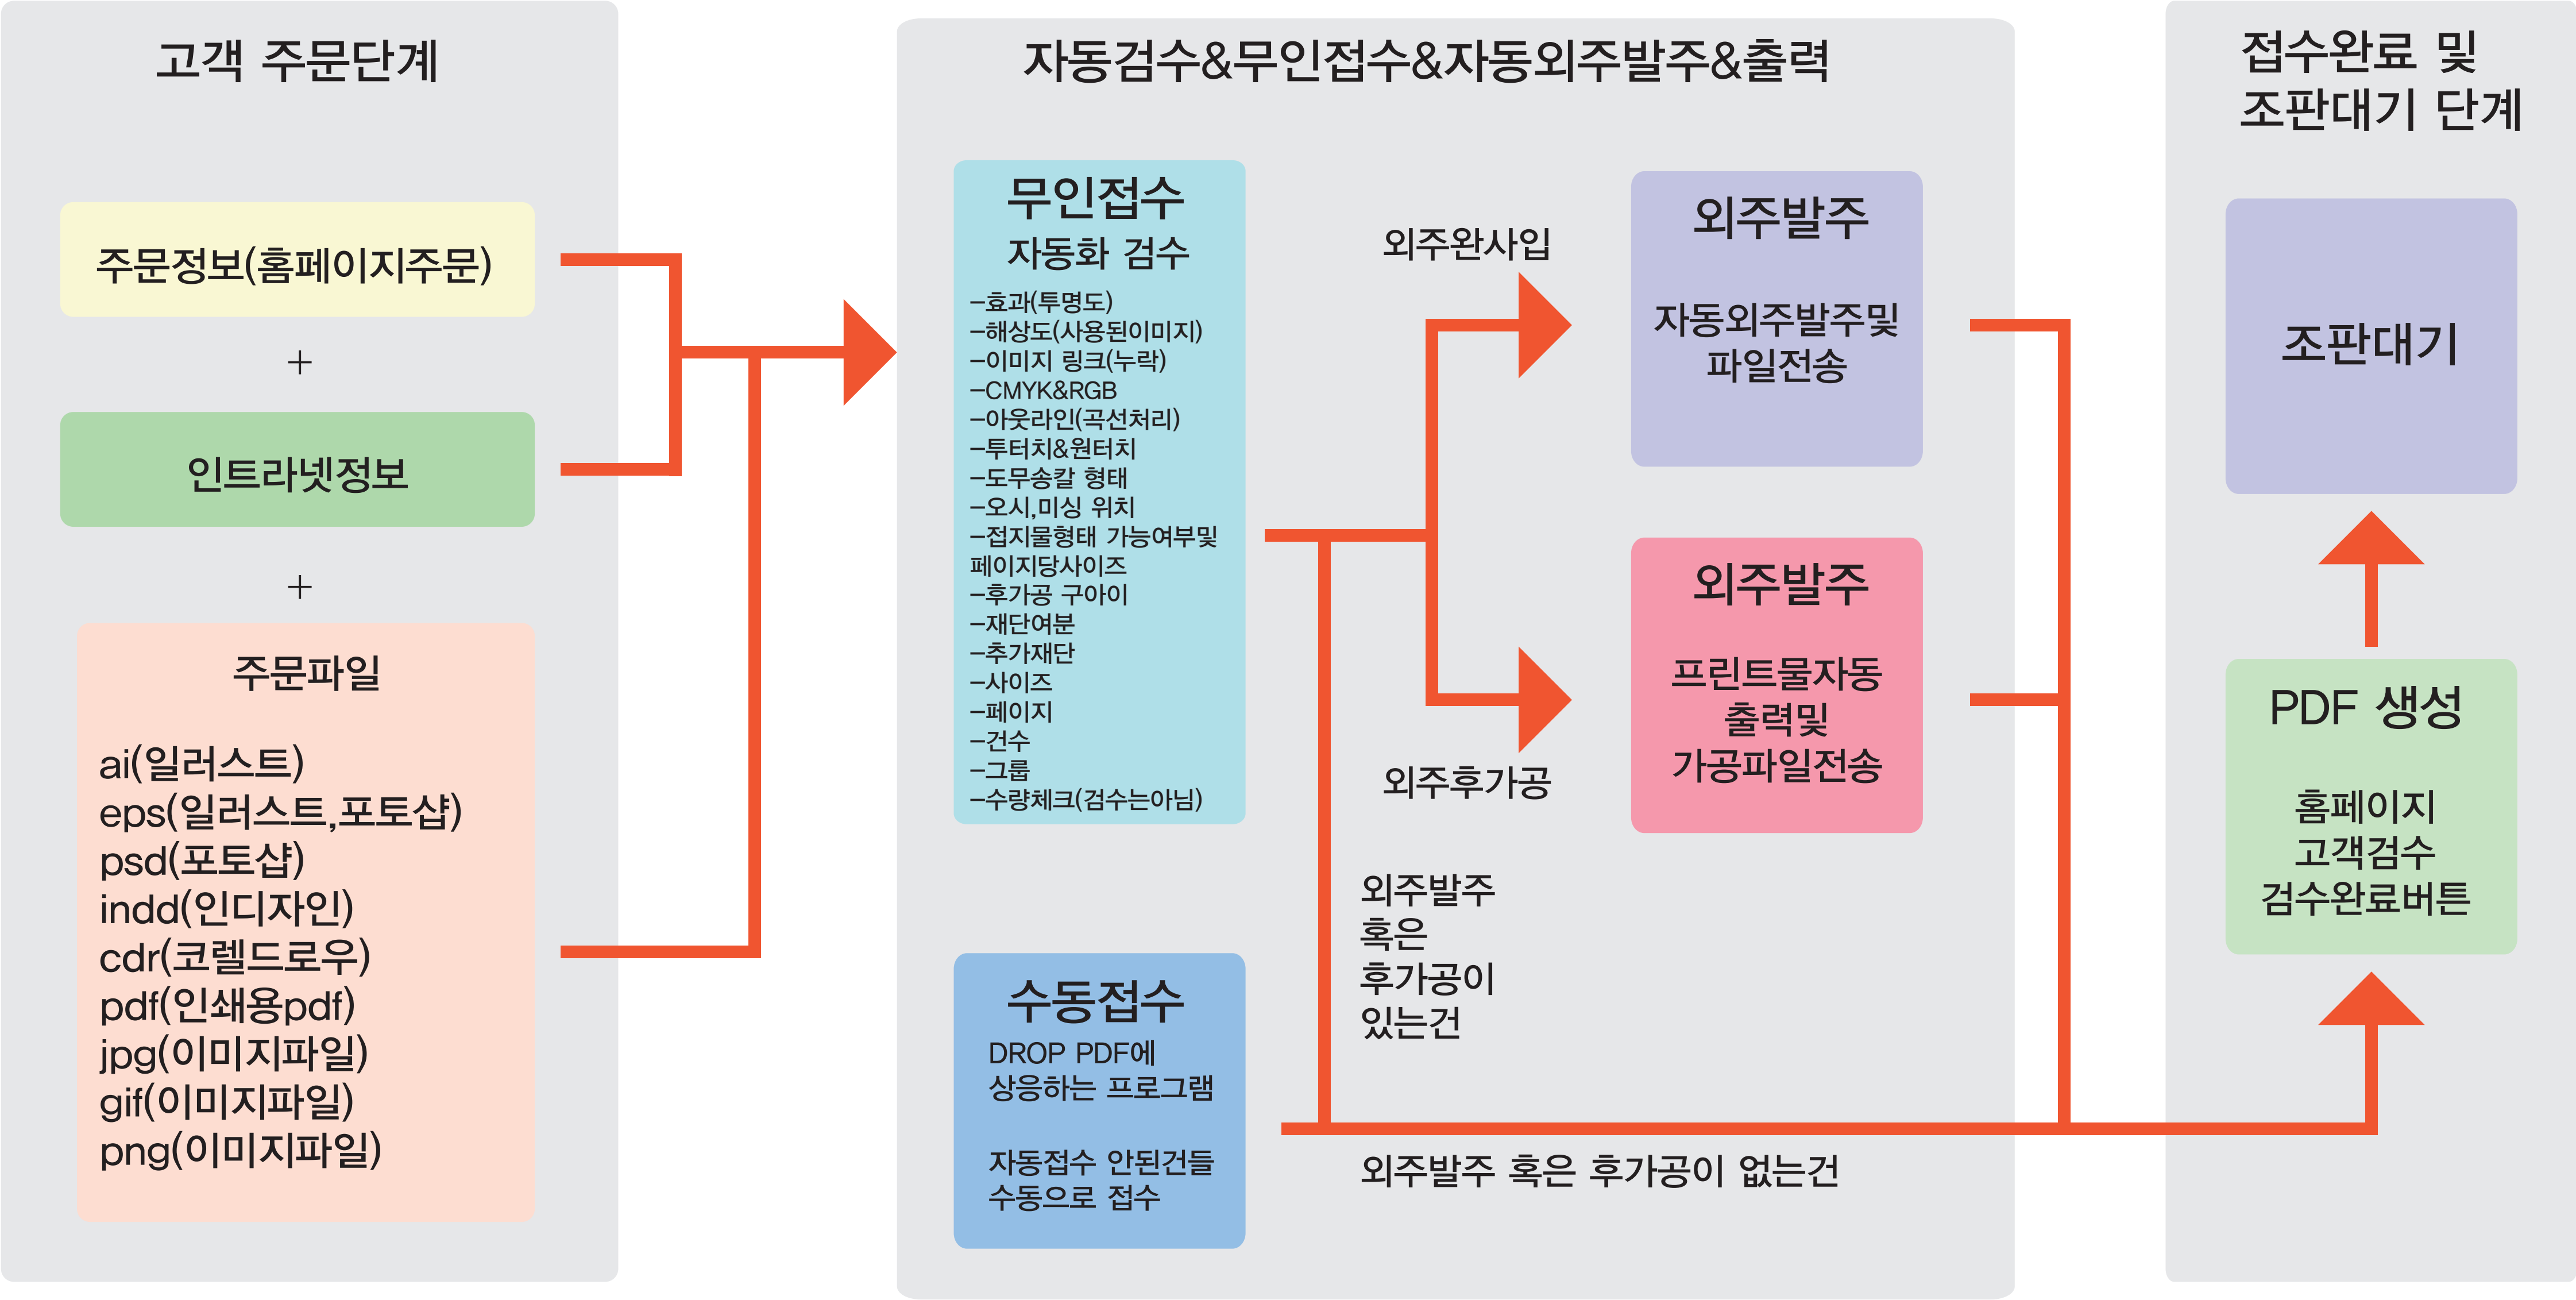 고객 주문단계
주문정보(홈페이지주문)
+
인트라넷정보
+
주문파일
ai(일러스트)
eps(일러스트,포토샵)
psd(포토샵)
indd(인디자인)
cdr(코렐드로우)
pdf(인쇄용pdf)
jpg(이미지파일)
gif(이미지파일)
png(이미지파일)
자동검수&무인접수&자동외주발주&출력
무인접수
자동화 검수
-효과(투명도)
-해상도(사용된이미지)
-이미지 링크(누락)
-CMYK&RGB
-아웃라인(곡선처리)
-투터치&원터치
-도무송칼 형태
-오시,미싱 위치
-접지물형태 가능여부및
페이지당사이즈
-후가공 구아이
-재단여분
-추가재단
-사이즈
-페이지
-건수
-그룹
-수량체크(검수는아님)
수동접수
DROP PDF에
상응하는 프로그램
자동접수 안된건들
수동으로 접수
외주완사입
외주발주
자동외주발주및
파일전송
외주후가공
외주발주
프린트물자동
출력및
가공파일전송
외주발주
혹은
후가공이
있는건
외주발주 혹은 후가공이 없는건
접수완료 및
조판대기 단계
조판대기
PDF 생성
홈페이지
고객검수
검수완료버튼